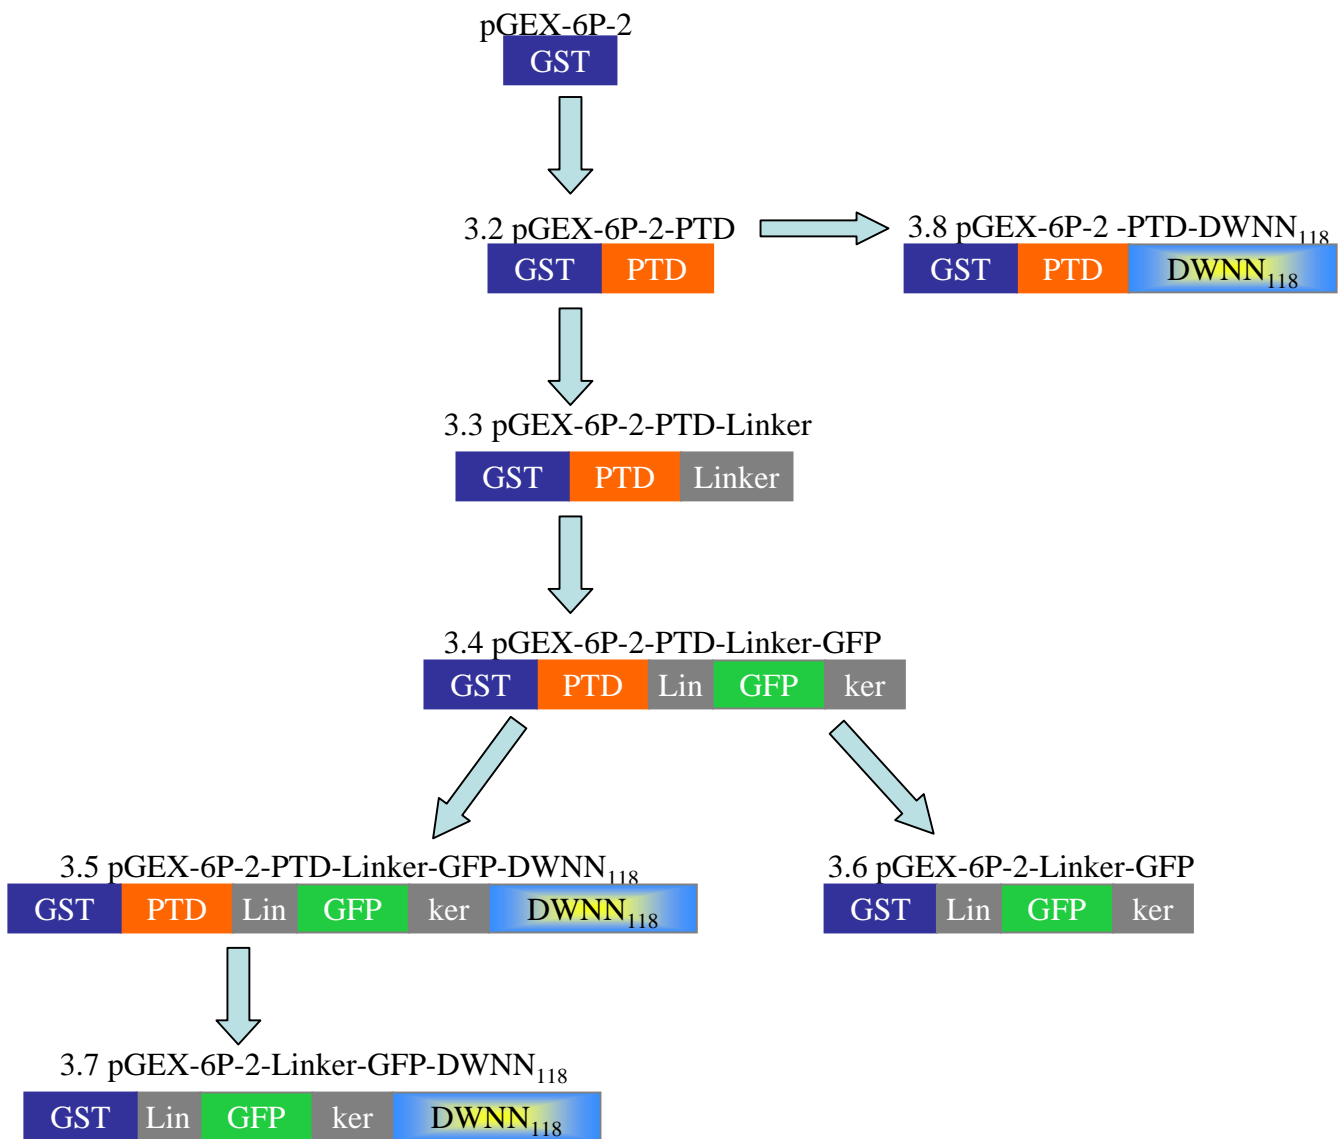 pGEX-6P-2
GST
3.2 pGEX-6P-2-PTD
GST PTD
3.8 pGEX-6P-2 -PTD-DWNN118
GST PTD DWNN118
3.3 pGEX-6P-2-PTD-Linker
GST PTD Linker
3.4 pGEX-6P-2-PTD-Linker-GFP
GST PTD Lin GFP ker
3.5 pGEX-6P-2-PTD-Linker-GFP-DWNN118
GST PTD Lin GFP ker DWNN118
3.6 pGEX-6P-2-Linker-GFP
GST Lin GFP ker
3.7 pGEX-6P-2-Linker-GFP-DWNN118
GST Lin GFP ker DWNN118